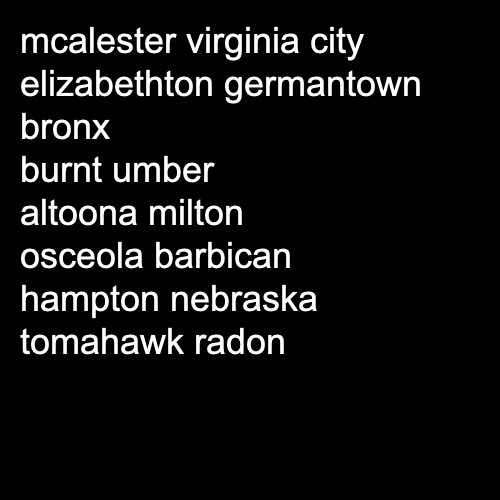 mcalester virginia city
elizabethton germantown
bronx
burnt umber
altoona milton
osceola barbican
hampton nebraska
tomahawk radon